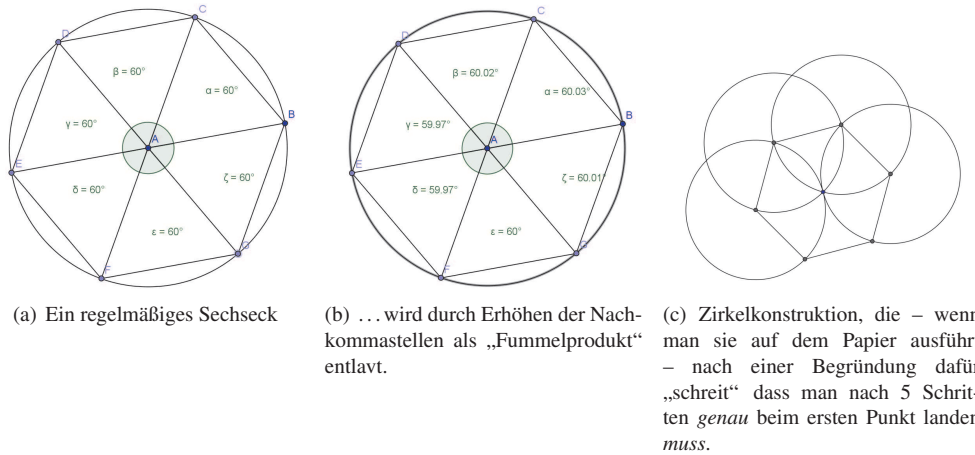 C
D
β = 60°
α = 60°
B
γ = 60°
A
E
δ = 60°
ζ = 60°
ε = 60°
G
F
C
D
β = 60.02°
α = 60.03°
B
γ = 59.97°
A
E
δ = 59.97°
ζ = 60.01°
ε = 60°
G
F
(a) Ein regelmäßiges Sechseck
(b) …wird durch Erhöhen der Nach-
kommastellen als „Fummelprodukt“
entlavt.
(c) Zirkelkonstruktion, die – wenn
man sie auf dem Papier ausführ
– nach einer Begründung dafür
„schreit“ dass man nach 5 Schrit-
ten genau beim ersten Punkt landen
muss.